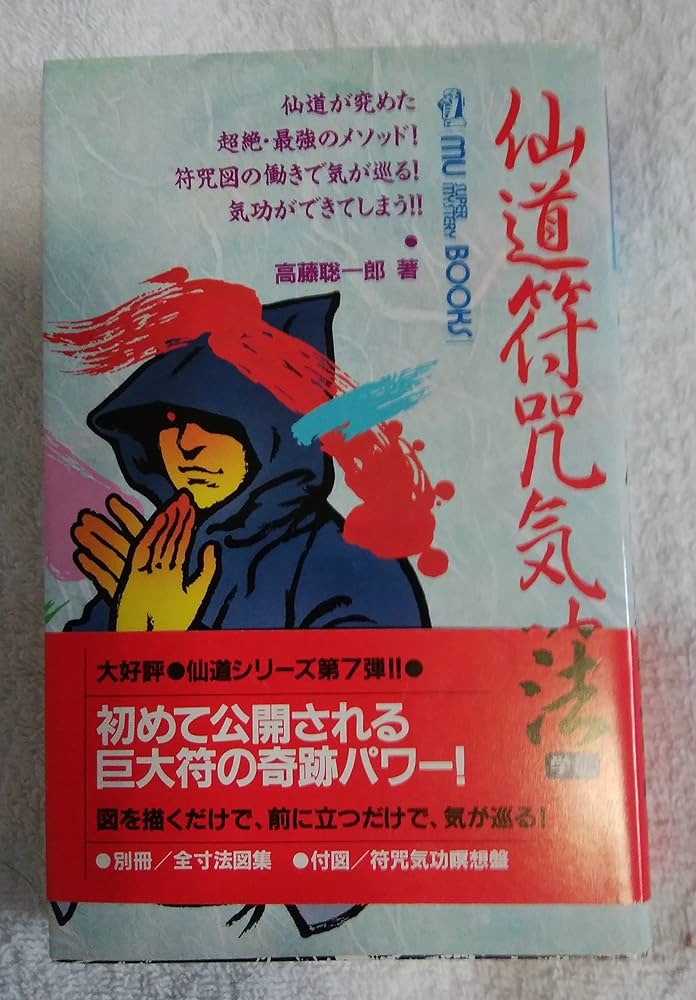 仙道符咒気功法
MU SUPER MYSTERY BOOKS
仙道が究めた
超絶・最強のメソッド!
符咒図の働きで気が巡る!
気功ができてしまう!!
●
高藤聡一郎 著
大好評●仙道シリーズ第7弾!!●
初めて公開される
巨大符の奇跡パワー!
図を描くだけで、前に立つだけで、気が巡る!
●別冊/全寸法図集 ●付図/符咒気功瞑想盤